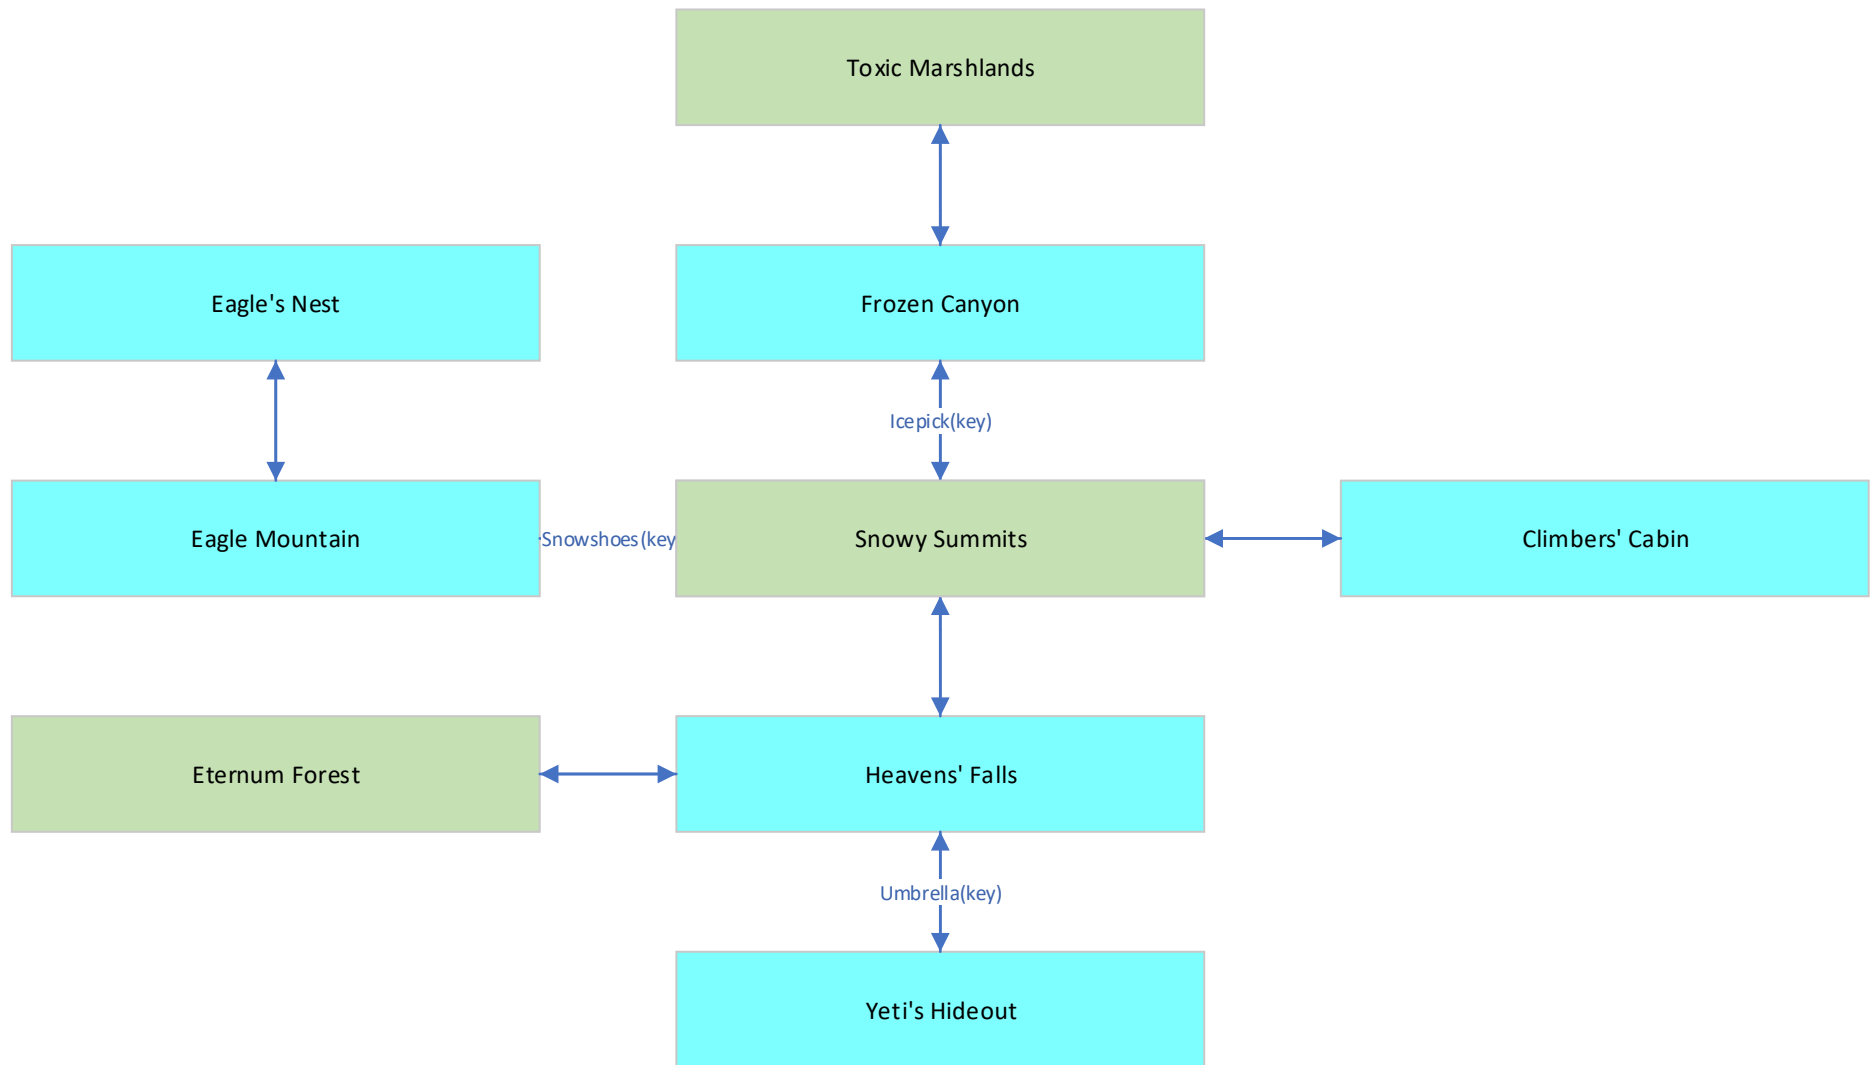 Toxic Marshlands
Eagle's Nest
Frozen Canyon
Icepick(key)
Eagle Mountain
Snowshoes(key
Snowy Summits
Climbers' Cabin
Eternum Forest
Heavens' Falls
Umbrella(key)
Yeti's Hideout